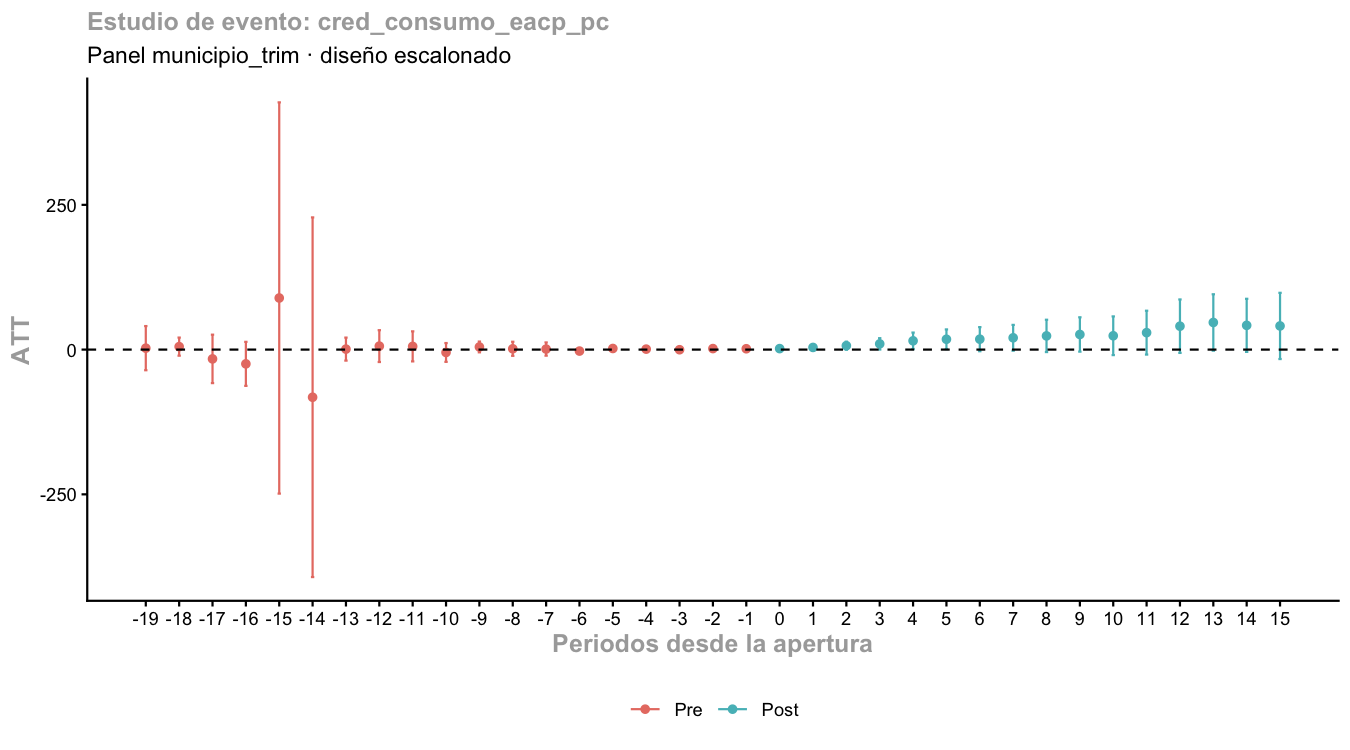 Estudio de evento: cred_consumo_eacp_pc
Panel municipio_trim · diseño escalonado
ATT
250
0
-250
-19 -18 -17 -16 -15 -14 -13 -12 -11 -10 -9 -8 -7 -6 -5 -4 -3 -2 -1 0 1 2 3 4 5 6 7 8 9 10 11 12 13 14 15
Periodos desde la apertura
Pre Post